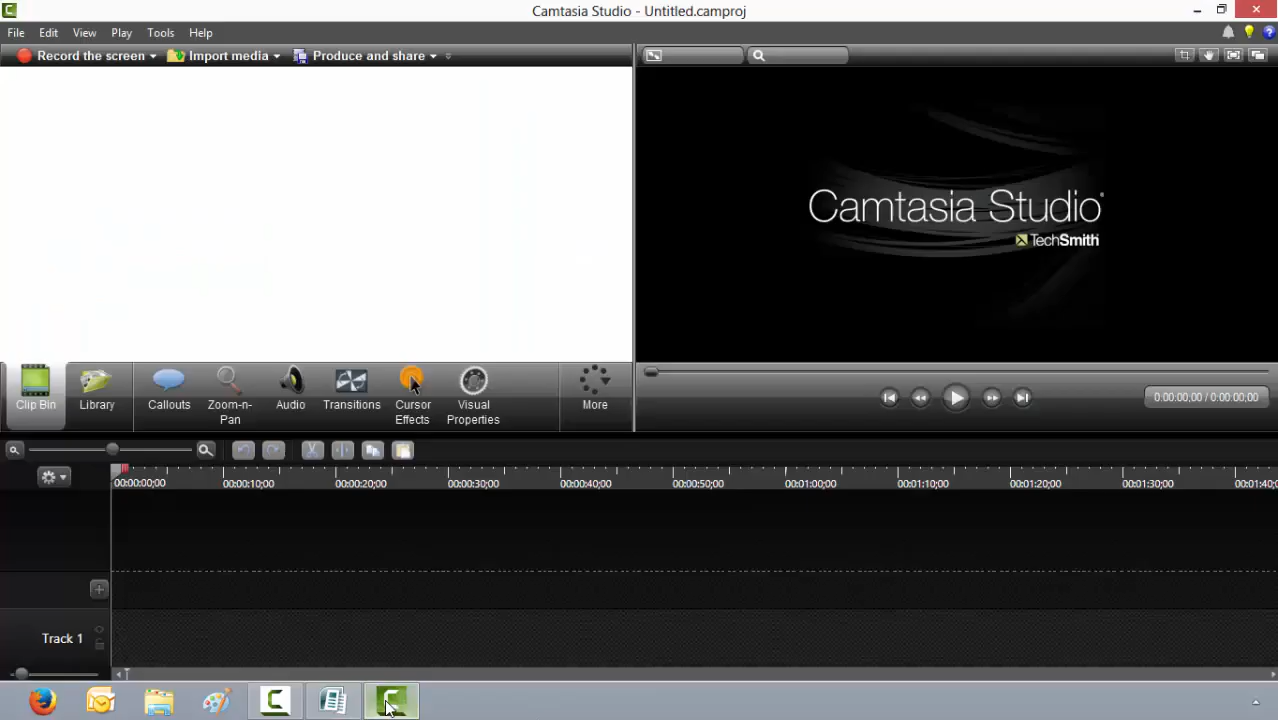 Camtasia Studio - Untitled.camproj
File Edit View Play Tools Help
Record the screen Import media Produce and share
Camtasia Studio®
TechSmith
Clip Bin Library Callouts Zoom-n-Pan Audio Transitions Cursor Effects Visual Properties More
0:00:00;00 / 0:00:00;00
00:00:00;00 00:00:10;00 00:00:20;00 00:00:30;00 00:00:40;00 00:00:50;00 00:01:00;00 00:01:10;00 00:01:20;00 00:01:30;00 00:01:40;0
Track 1